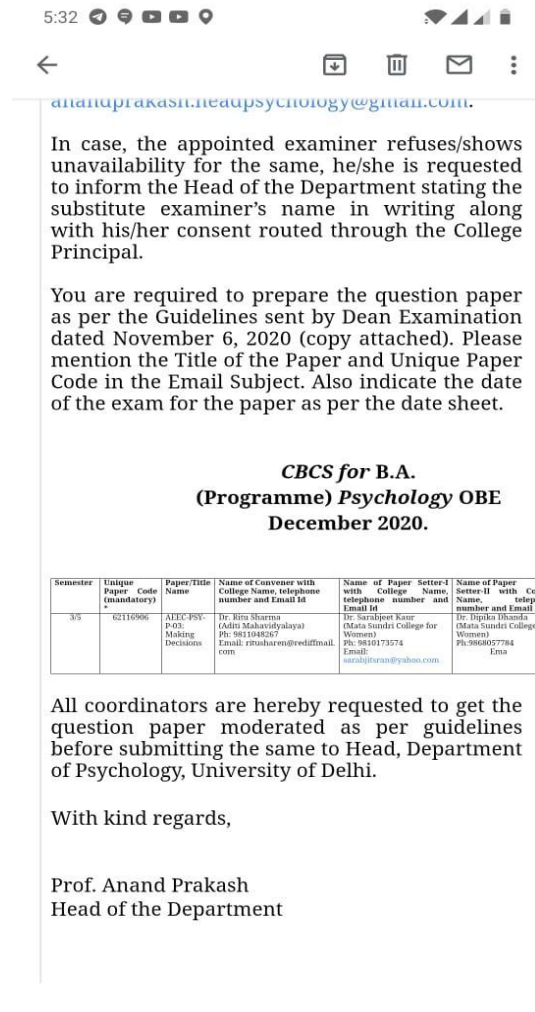 5:32
anandprakash.headpsychology@gmail.com.
In case, the appointed examiner refuses/shows
unavailability for the same, he/she is requested
to inform the Head of the Department stating the
substitute examiner's name in writing along
with his/her consent routed through the College
Principal.
You are required to prepare the question paper
as per the Guidelines sent by Dean Examination
dated November 6, 2020 (copy attached). Please
mention the Title of the Paper and Unique Paper
Code in the Email Subject. Also indicate the date
of the exam for the paper as per the date sheet.
CBCS for B.A.
(Programme) Psychology OBE
December 2020.
Semester
Unique
Paper Code
(mandatory)
*
Paper/Title
Name
Name of Convener with
College Name, telephone
number and Email Id
Name of Paper Setter-I
with College Name,
telephone number and
Email Id
Name of Paper
Setter-II with Co
Name, telep
number and Email
3/5
62116906
AEEC-PSY-
P-03:
Making
Decisions
Dr. Ritu Sharma
(Aditi Mahavidyalaya)
Ph: 9811048267
Email: ritusharen@rediffmail.
com
Dr. Sarabjeet Kaur
(Mata Sundri College for
Women)
Ph: 9810173574
Email:
sarabjitsran@yahoo.com
Dr. Dipika Dhanda
(Mata Sundri College
Women)
Ph:9868057784
Ema
All coordinators are hereby requested to get the
question paper moderated as per guidelines
before submitting the same to Head, Department
of Psychology, University of Delhi.
With kind regards,
Prof. Anand Prakash
Head of the Department